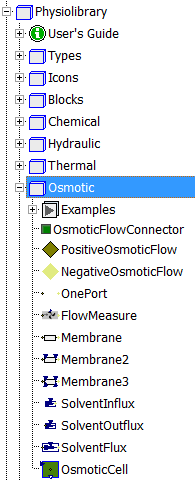 Physiolibrary
User's Guide
Types
Icons
Blocks
Chemical
Hydraulic
Thermal
Osmotic
Examples
OsmoticFlowConnector
PositiveOsmoticFlow
NegativeOsmoticFlow
OnePort
FlowMeasure
Membrane
Membrane2
Membrane3
SolventInflux
SolventOutflux
SolventFlux
OsmoticCell